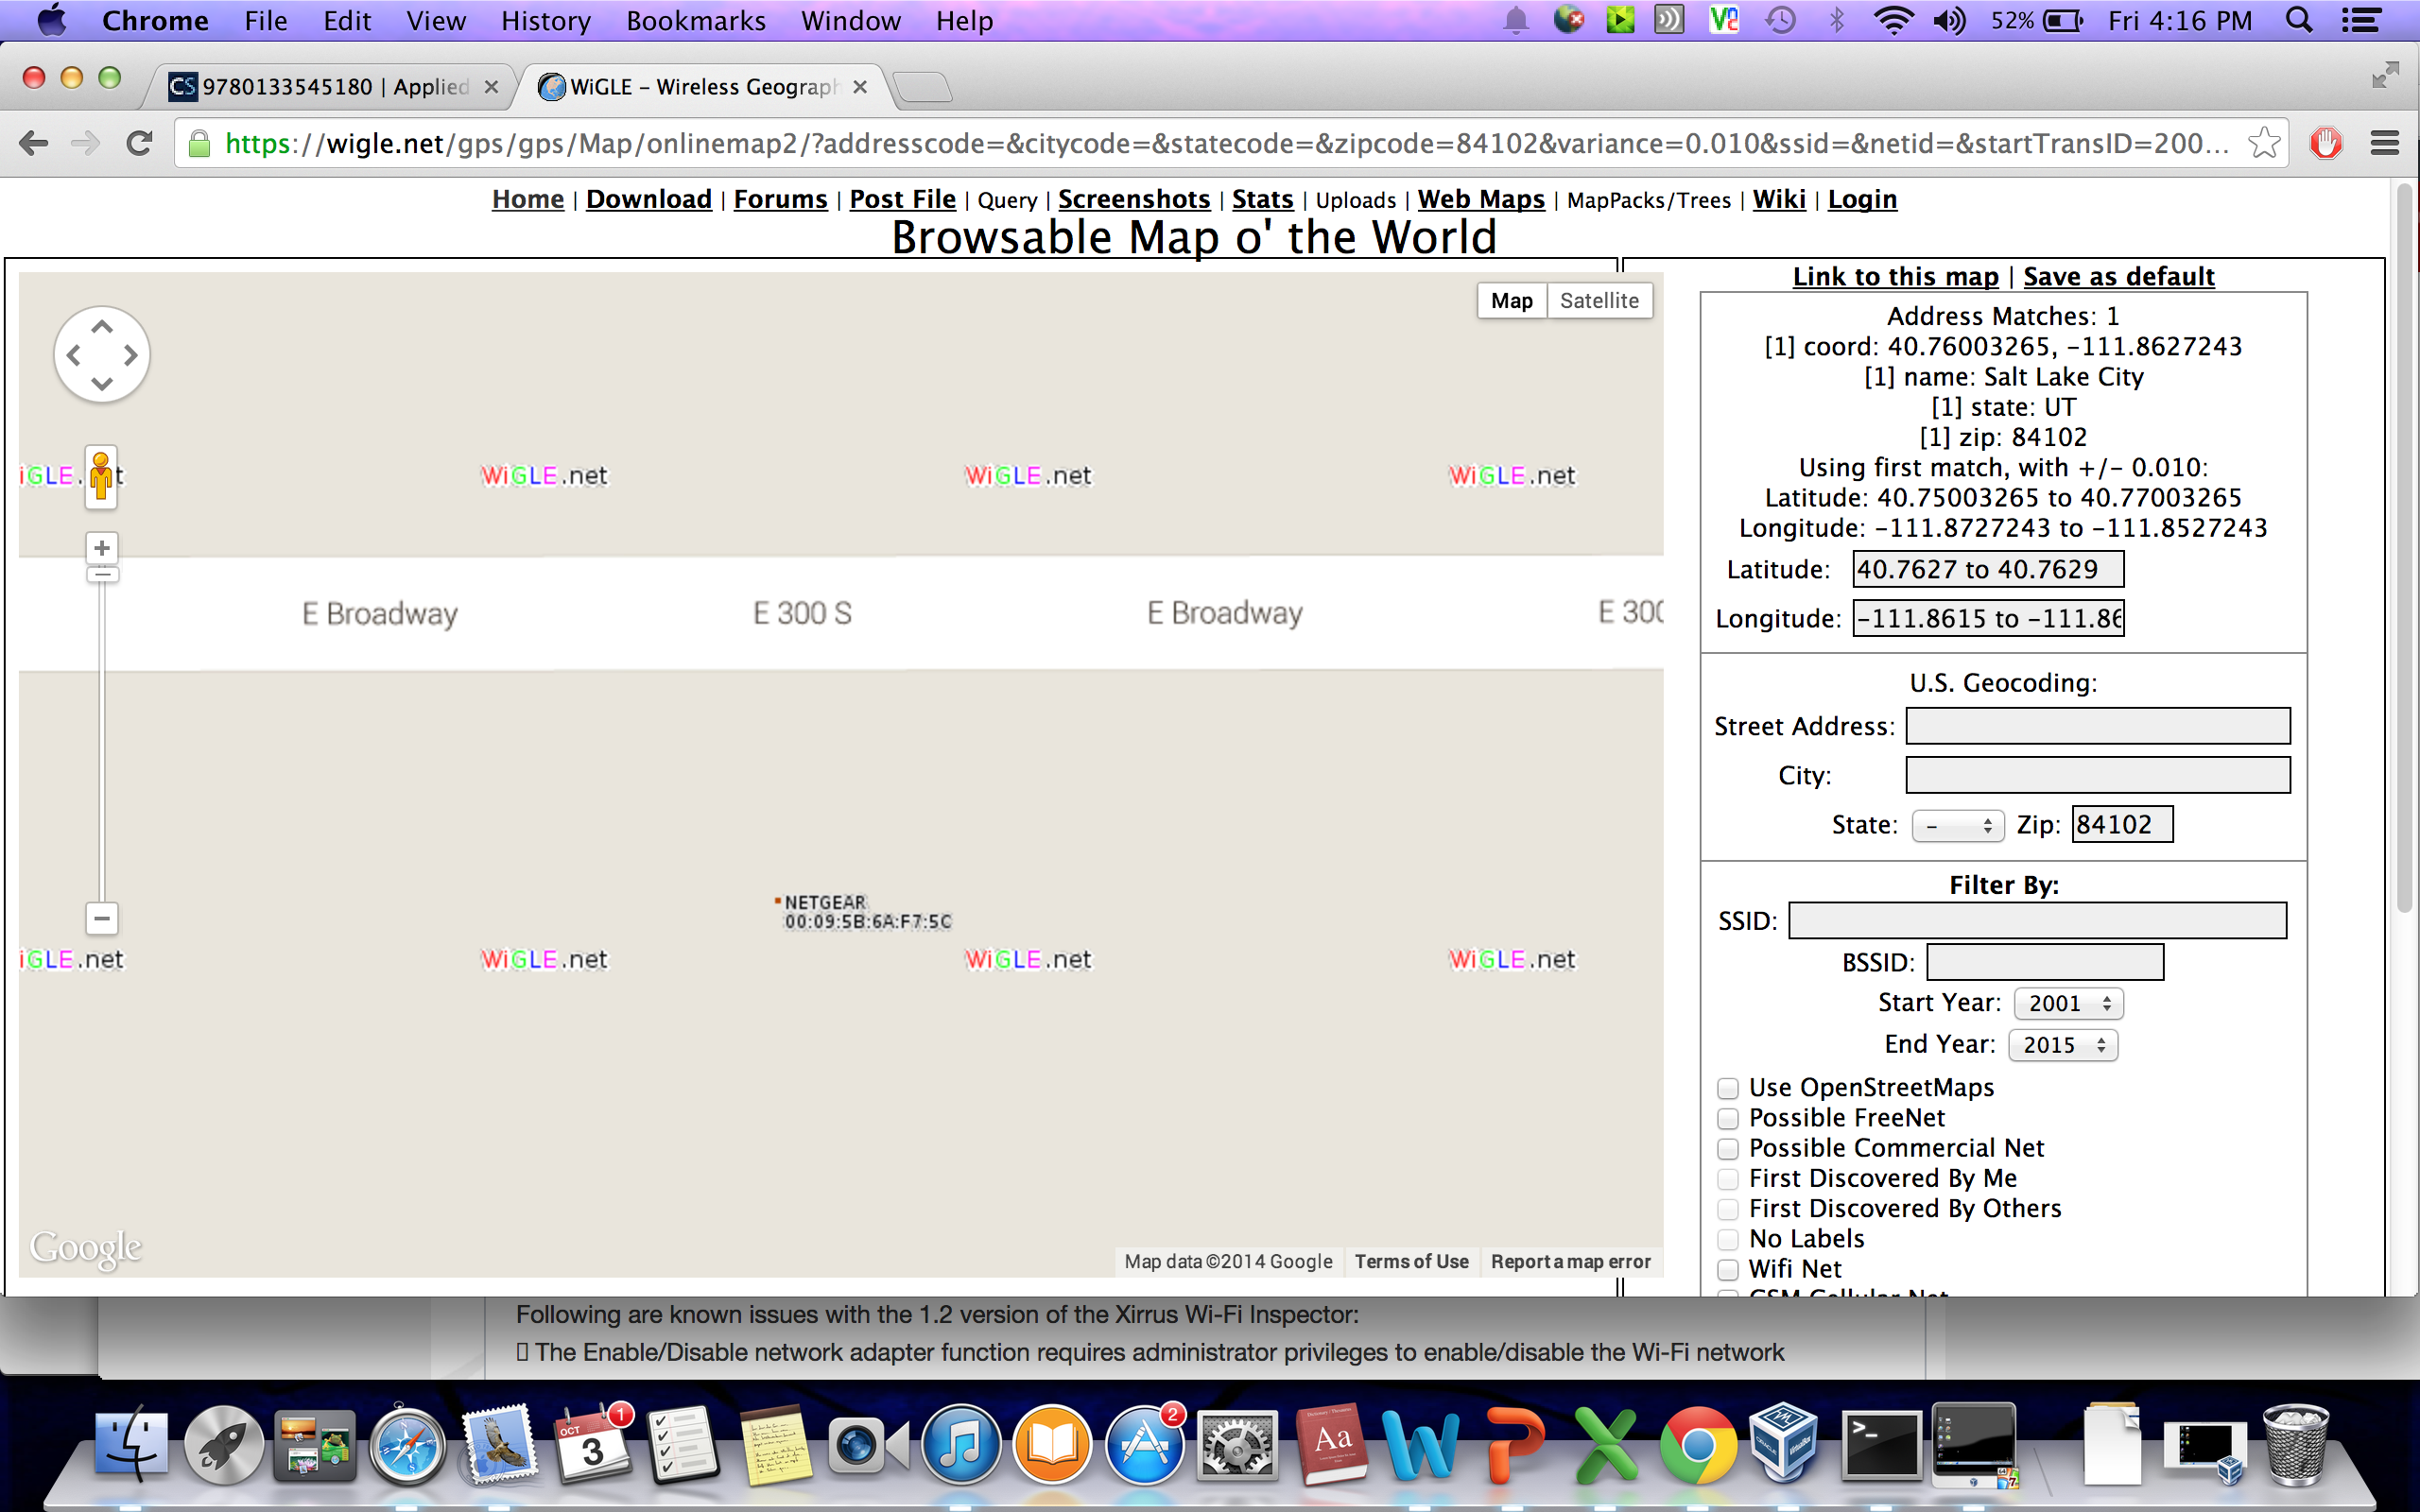 Chrome File Edit View History Bookmarks Window Help 52% Fri 4:16 PM
CS 9780133545180 | Applied
WiGLE – Wireless Geograph
https://wigle.net/gps/gps/Map/onlinemap2/?addresscode=&citycode=&statecode=&zipcode=84102&variance=0.010&ssid=&netid=&startTransID=200...
Home | Download | Forums | Post File | Query | Screenshots | Stats | Uploads | Web Maps | MapPacks/Trees | Wiki | Login
Browsable Map o' the World
Map Satellite
iGLE. t WiGLE.net WiGLE.net WiGLE.net
E Broadway E 300 S E Broadway E 300
NETGEAR
00:09:5B:6A:F7:5C
iGLE.net WiGLE.net WiGLE.net WiGLE.net
Google
Map data ©2014 Google Terms of Use Report a map error
Link to this map | Save as default
Address Matches: 1
[1] coord: 40.76003265, -111.8627243
[1] name: Salt Lake City
[1] state: UT
[1] zip: 84102
Using first match, with +/- 0.010:
Latitude: 40.75003265 to 40.77003265
Longitude: -111.8727243 to -111.8527243
Latitude: 40.7627 to 40.7629
Longitude: -111.8615 to -111.86
U.S. Geocoding:
Street Address:
City:
State: - Zip: 84102
Filter By:
SSID:
BSSID:
Start Year: 2001
End Year: 2015
Use OpenStreetMaps
Possible FreeNet
Possible Commercial Net
First Discovered By Me
First Discovered By Others
No Labels
Wifi Net
GSM Cellular Net
Following are known issues with the 1.2 version of the Xirrus Wi-Fi Inspector:
The Enable/Disable network adapter function requires administrator privileges to enable/disable the Wi-Fi network
OCT
3
1
2
Aa